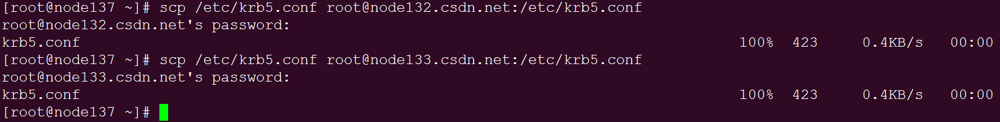 [root@node137 ~]# scp /etc/krb5.conf root@node132.csdn.net:/etc/krb5.conf
root@node132.csdn.net's password:
krb5.conf 100% 423 0.4KB/s 00:00
[root@node137 ~]# scp /etc/krb5.conf root@node133.csdn.net:/etc/krb5.conf
root@node133.csdn.net's password:
krb5.conf 100% 423 0.4KB/s 00:00
[root@node137 ~]#